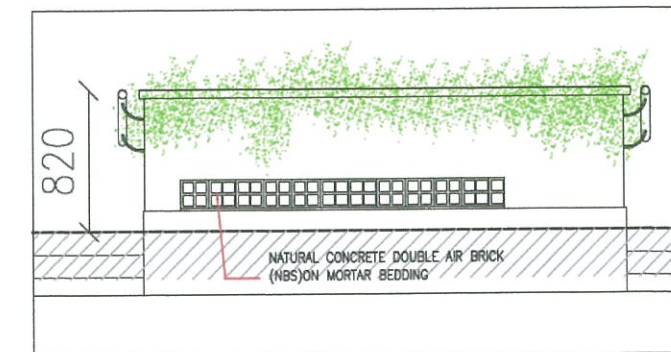 820
NATURAL CONCRETE DOUBLE AIR BRICK
(NBS)ON MORTAR BEDDING